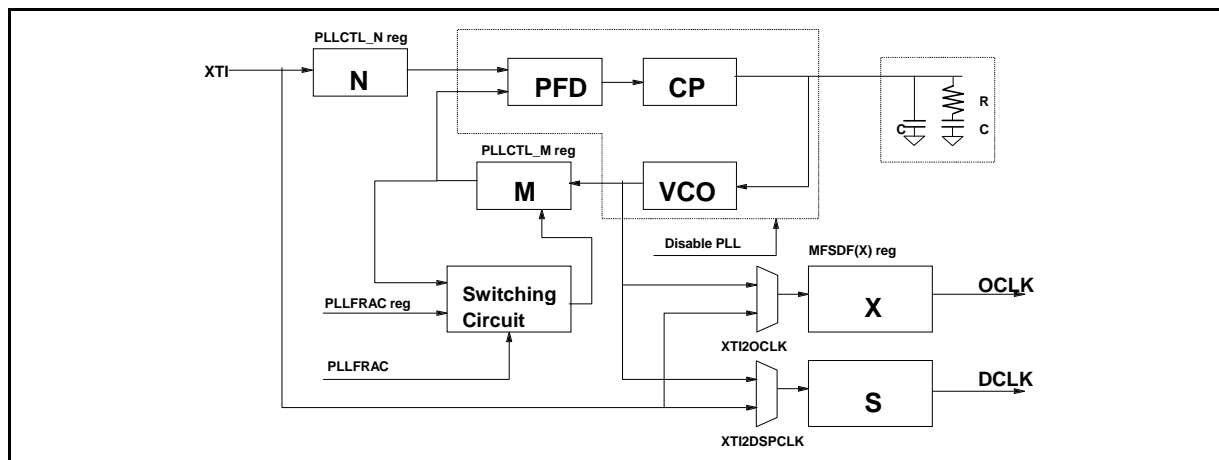 PLLCTL_N reg
XTI
N
PFD
CP
R
C
C
PLLCTL_M reg
M
VCO
Disable PLL
MFSDF(X) reg
Switching
Circuit
PLLFRAC reg
X
OCLK
XTI2OCLK
PLLFRAC
S
DCLK
XTI2DSPCLK